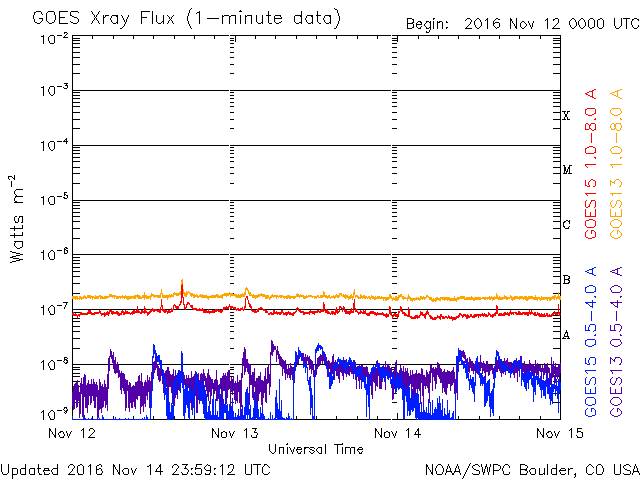 GOES Xray Flux (1-minute data)
Begin: 2016 Nov 12 0000 UTC
10⁻²
10⁻³
10⁻⁴
10⁻⁵
10⁻⁶
10⁻⁷
10⁻⁸
10⁻⁹
Watts m⁻²
X
M
C
B
A
GOES15 1.0-8.0 A
GOES13 1.0-8.0 A
GOES15 0.5-4.0 A
GOES13 0.5-4.0 A
Nov 12
Nov 13
Nov 14
Nov 15
Universal Time
Updated 2016 Nov 14 23:59:12 UTC
NOAA/SWPC Boulder, CO USA